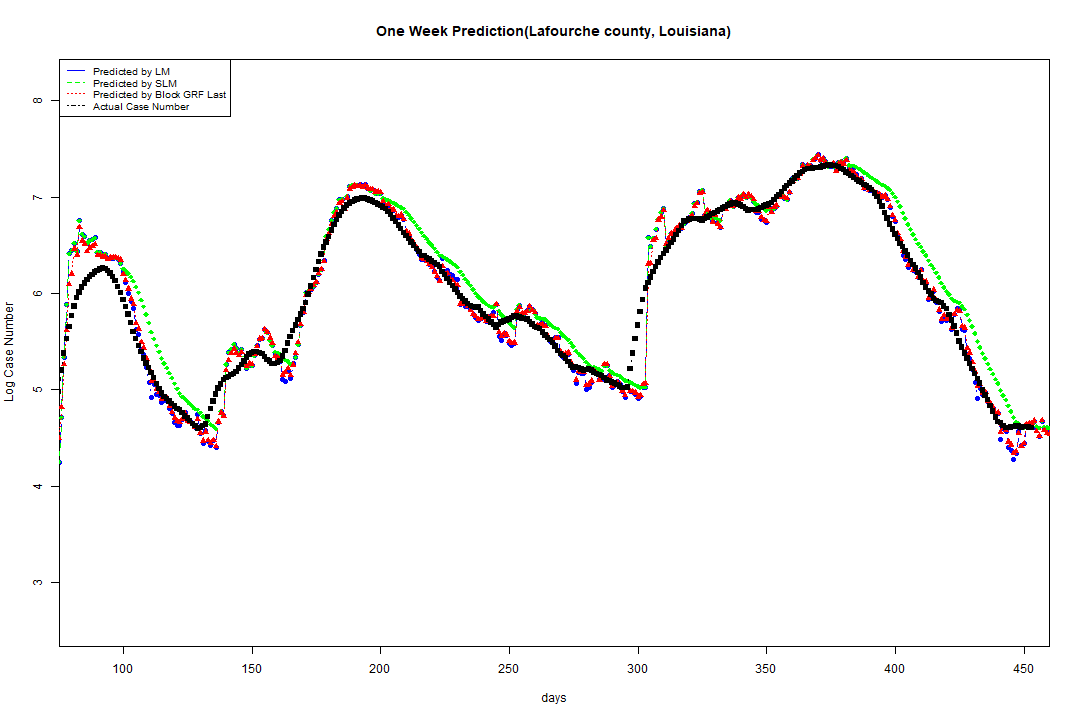 One Week Prediction(Lafourche county, Louisiana)
Predicted by LM
Predicted by SLM
Predicted by Block GRF Last
Actual Case Number
8
7
6
5
4
3
Log Case Number
100 150 200 250 300 350 400 450
days